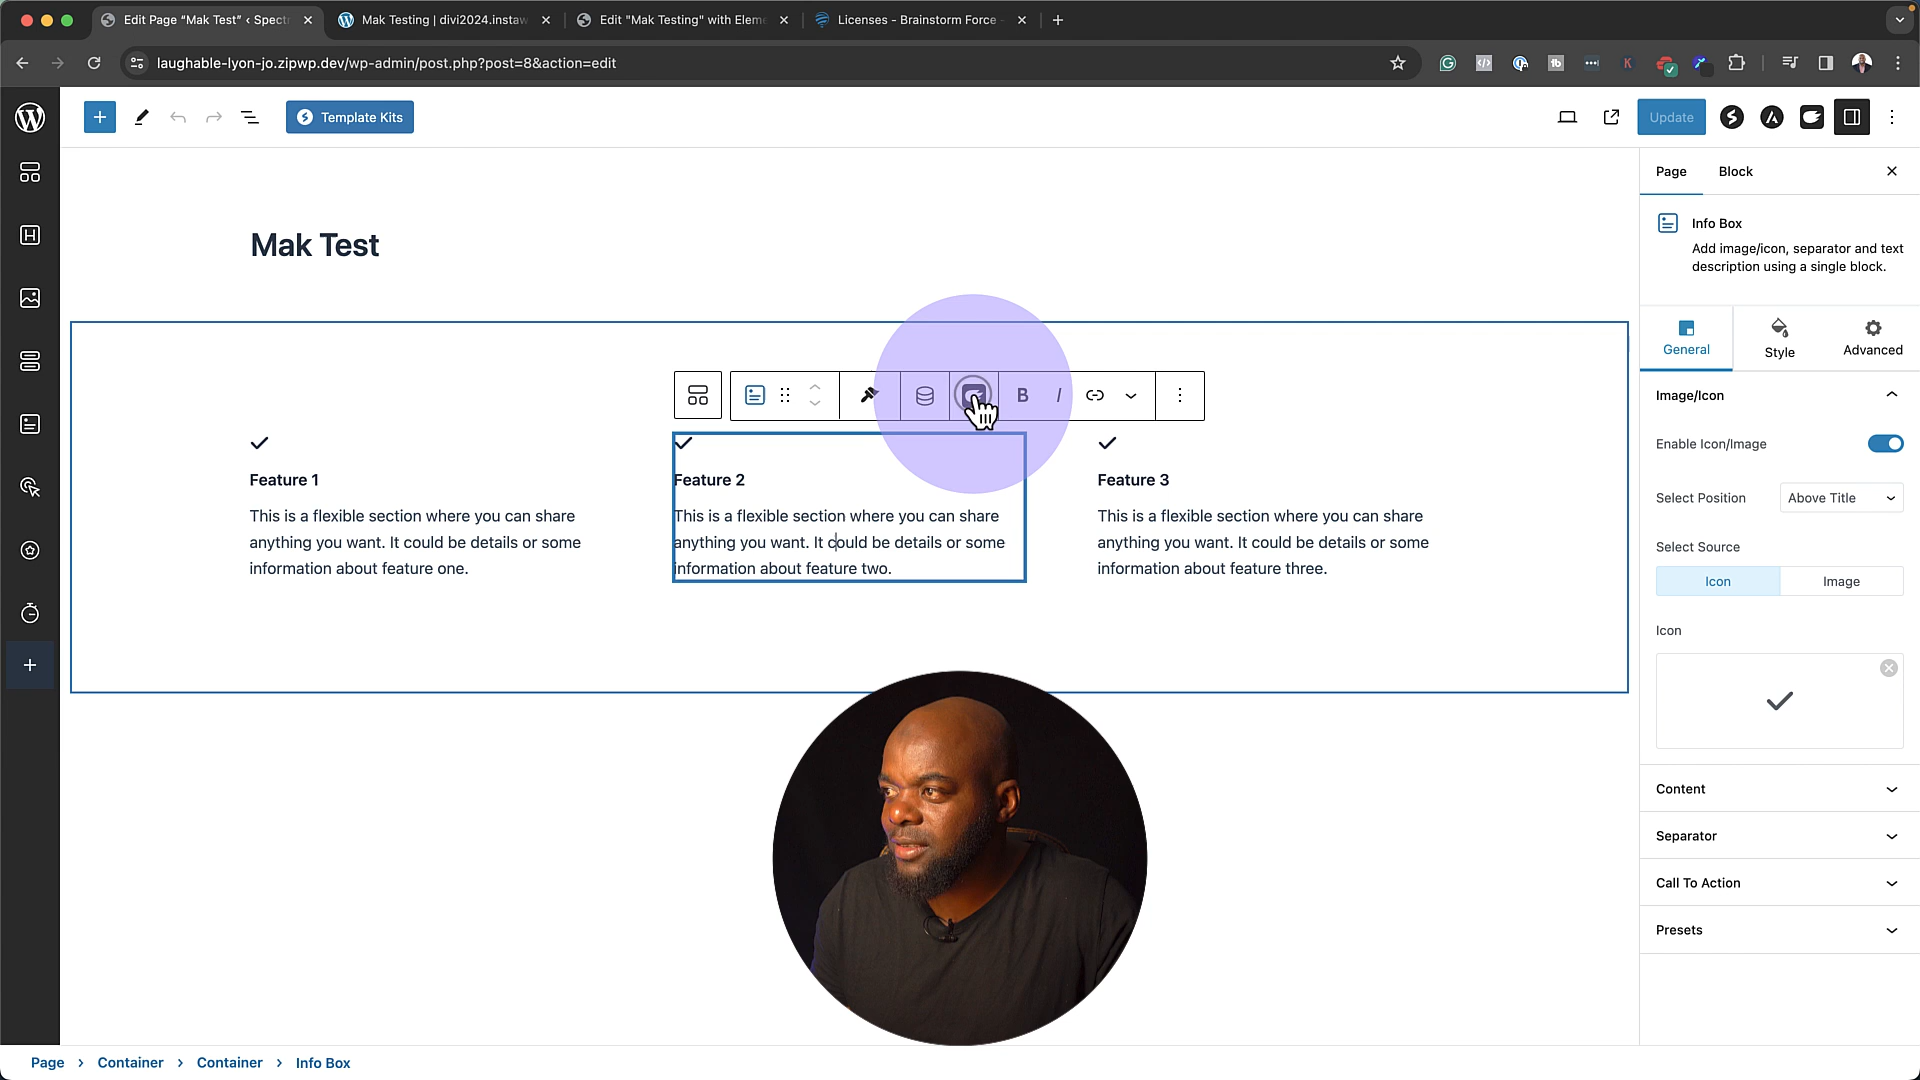 Edit Page “Mak Test” ‹ Spectr
Mak Testing | divi2024.instaw
Edit "Mak Testing" with Eleme
Licenses - Brainstorm Force -
laughable-lyon-jo.zipwp.dev/wp-admin/post.php?post=8&action=edit
Template Kits
Update
Page
Block
Mak Test
Info Box
Add image/icon, separator and text
description using a single block.
General
Style
Advanced
Image/Icon
Enable Icon/Image
Select Position
Above Title
Select Source
Icon
Image
Icon
B
I
Feature 1
This is a flexible section where you can share
anything you want. It could be details or some
information about feature one.
Feature 2
This is a flexible section where you can share
anything you want. It could be details or some
information about feature two.
Feature 3
This is a flexible section where you can share
anything you want. It could be details or some
information about feature three.
Content
Separator
Call To Action
Presets
Page
Container
Container
Info Box